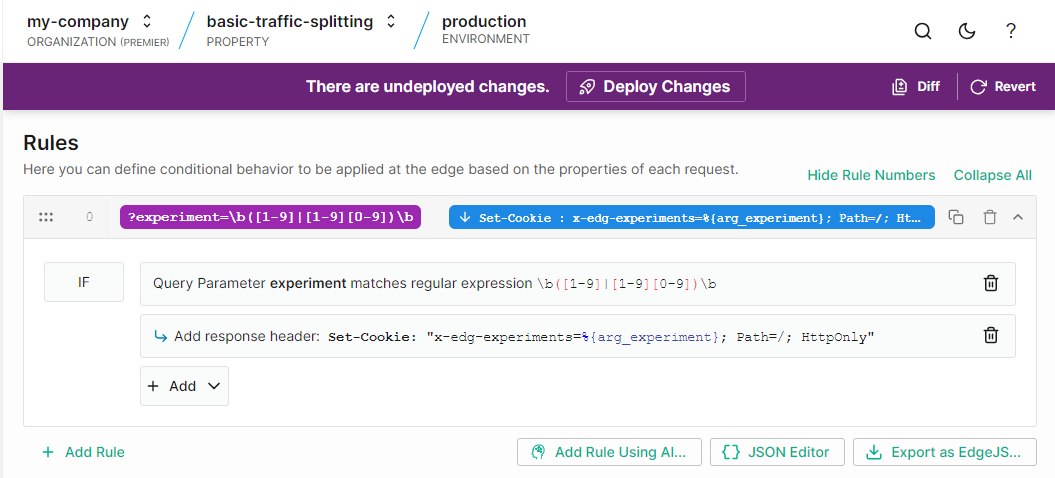 my-company basic-traffic-splitting production
ORGANIZATION (PREMIER) PROPERTY ENVIRONMENT
?
There are undeployed changes. Deploy Changes Diff Revert
Rules
Here you can define conditional behavior to be applied at the edge based on the properties of each request.
Hide Rule Numbers Collapse All
0 ?experiment=\b([1-9]|[1-9][0-9])\b Set-Cookie : x-edg-experiments=%{arg_experiment}; Path=/; Ht…
IF
Query Parameter experiment matches regular expression \b([1-9]|[1-9][0-9])\b
Add response header: Set-Cookie: "x-edg-experiments=%{arg_experiment}; Path=/; HttpOnly"
+ Add
+ Add Rule Add Rule Using AI... {} JSON Editor Export as EdgeJS...